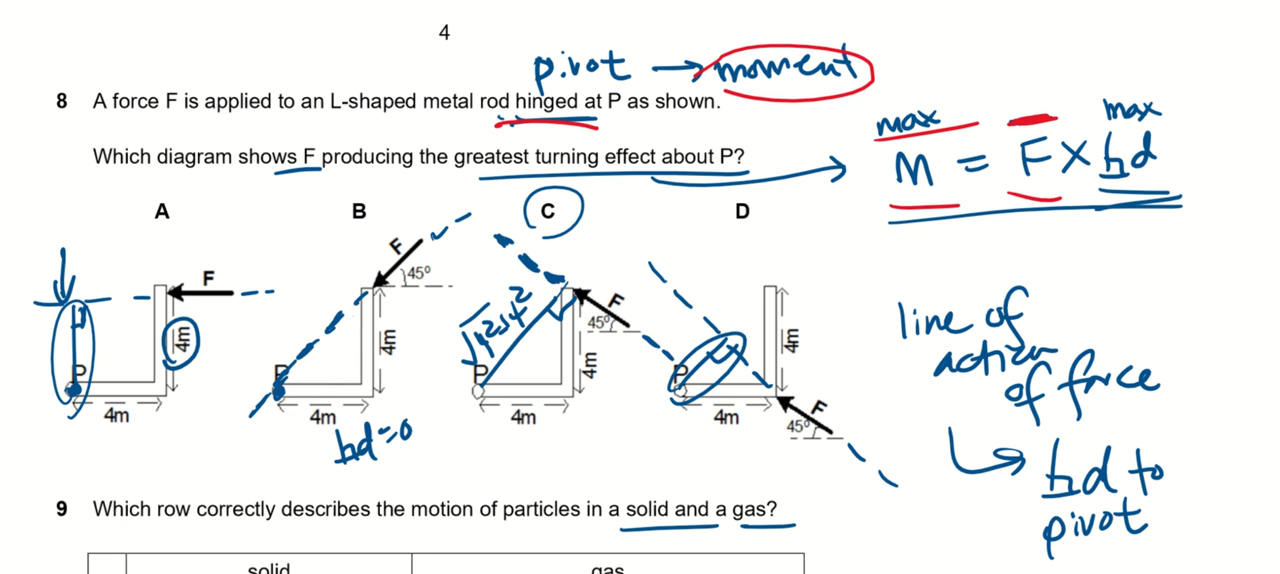 4
pivot → moment
8 A force F is applied to an L-shaped metal rod hinged at P as shown.
Which diagram shows F producing the greatest turning effect about P?
max max
M = F × ⊥d
A B C D
F
P
4m
4m
F
45°
P
4m
4m
⊥d=0
F
45°
√4²+4²
P
4m
4m
P
4m
4m
F
45°
line of
action
of force
↳ ⊥d to
pivot
9 Which row correctly describes the motion of particles in a solid and a gas?
solid gas